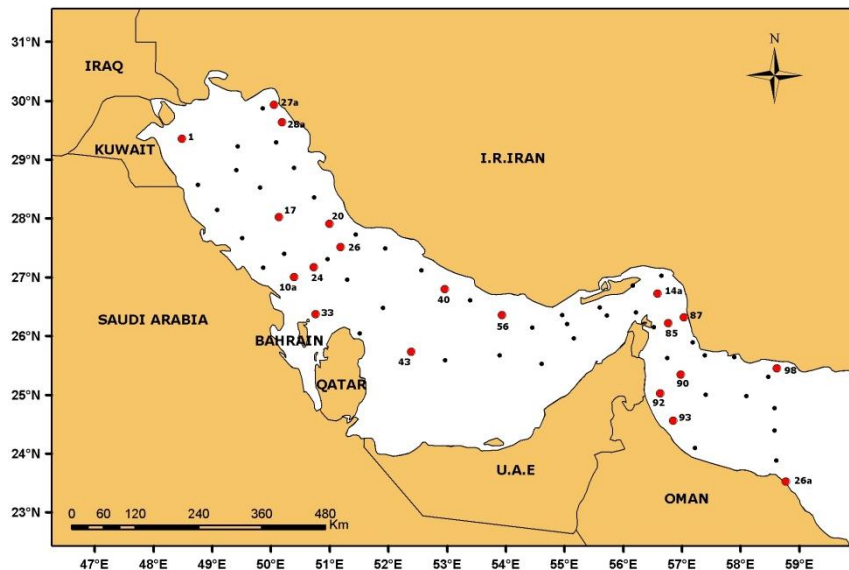 31°N
30°N
29°N
28°N
27°N
26°N
25°N
24°N
23°N
N
IRAQ
27a
28a
1
KUWAIT
I.R.IRAN
17
20
26
24
10a
40
14a
SAUDI ARABIA
33
56
87
85
BAHRAIN
43
QATAR
90
98
92
93
U.A.E
26a
OMAN
0 30 60 120 240 360 480
Km
47°E 48°E 49°E 50°E 51°E 52°E 53°E 54°E 55°E 56°E 57°E 58°E 59°E